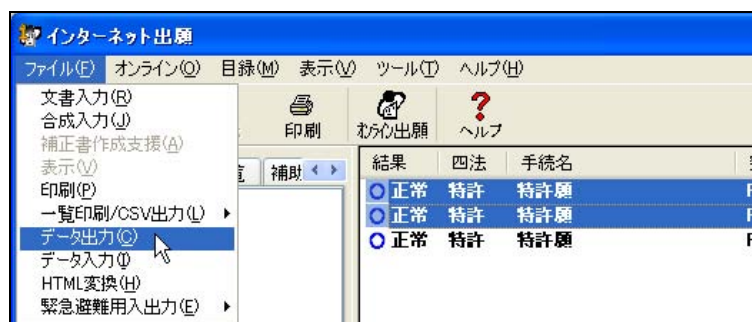 インターネット出願
ファイル(F) オンライン(O) 目録(M) 表示(V) ツール(T) ヘルプ(H)
文書入力(R)
合成入力(J)
補正書作成支援(A)
表示(V)
印刷(P)
一覧印刷/CSV出力(L)
データ出力(C)
データ入力(I)
HTML変換(H)
緊急避難用入出力(E)
印刷 オンライン出願 ヘルプ
補助
結果 四法 手続名
正常 特許 特許願
正常 特許 特許願
正常 特許 特許願